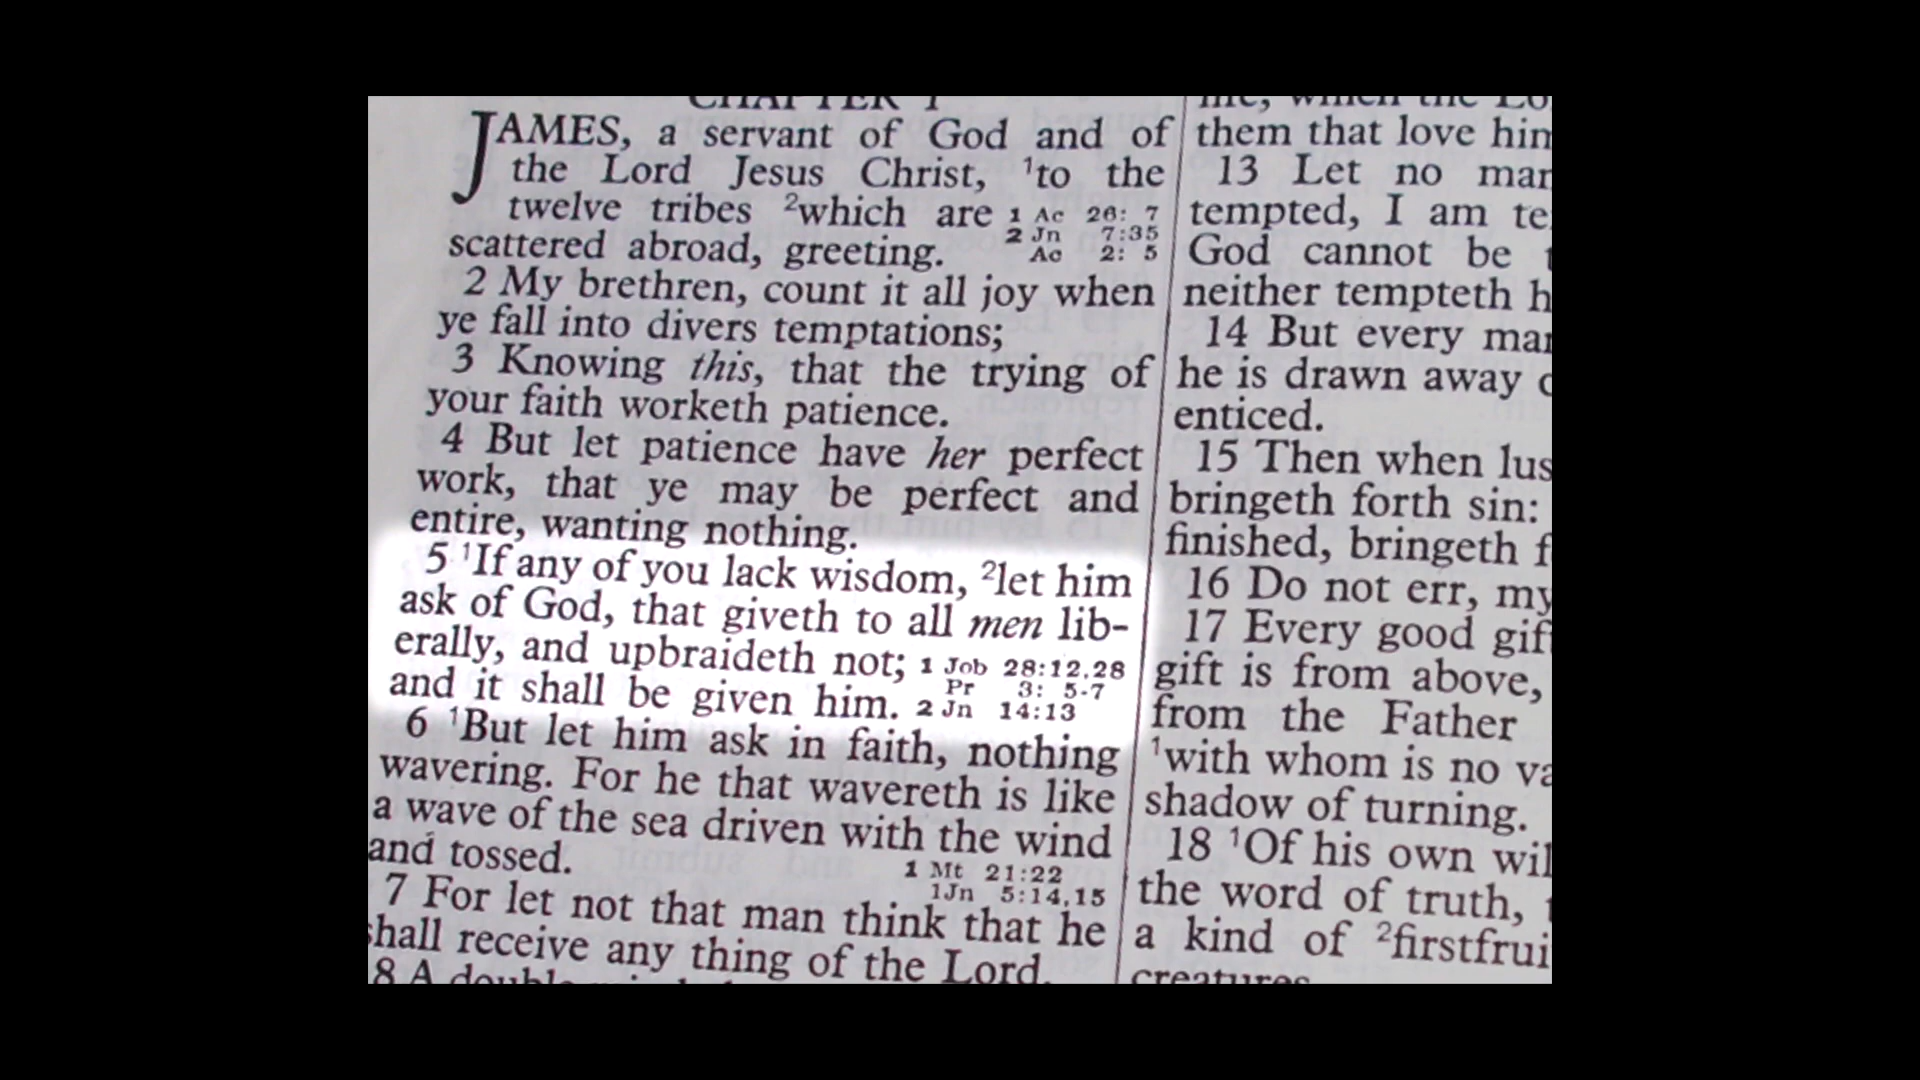 CHAPTER 1
JAMES, a servant of God and of
the Lord Jesus Christ, ¹to the
twelve tribes ²which are 1 Ac 26: 7
2 Jn 7:35
scattered abroad, greeting. Ac 2: 5
2 My brethren, count it all joy when
ye fall into divers temptations;
3 Knowing this, that the trying of
your faith worketh patience.
4 But let patience have her perfect
work, that ye may be perfect and
entire, wanting nothing.
5 ¹If any of you lack wisdom, ²let him
ask of God, that giveth to all men lib-
erally, and upbraideth not; 1 Job 28:12,28
Pr 3: 5-7
and it shall be given him. 2 Jn 14:13
6 ¹But let him ask in faith, nothing
wavering. For he that wavereth is like
a wave of the sea driven with the wind
and tossed. 1 Mt 21:22
1Jn 5:14,15
7 For let not that man think that he
shall receive any thing of the Lord.
8 A
which the
them that love him
13 Let no
tempted, I am
God cannot be
neither tempteth
14 But every
he is drawn away
enticed.
15 Then when
bringeth forth sin:
finished, bringeth
16 Do not err, my
17 Every good
gift is from above,
from the Father
¹with whom is no
shadow of turning.
18 ¹Of his own
the word of truth,
a kind of
creatures